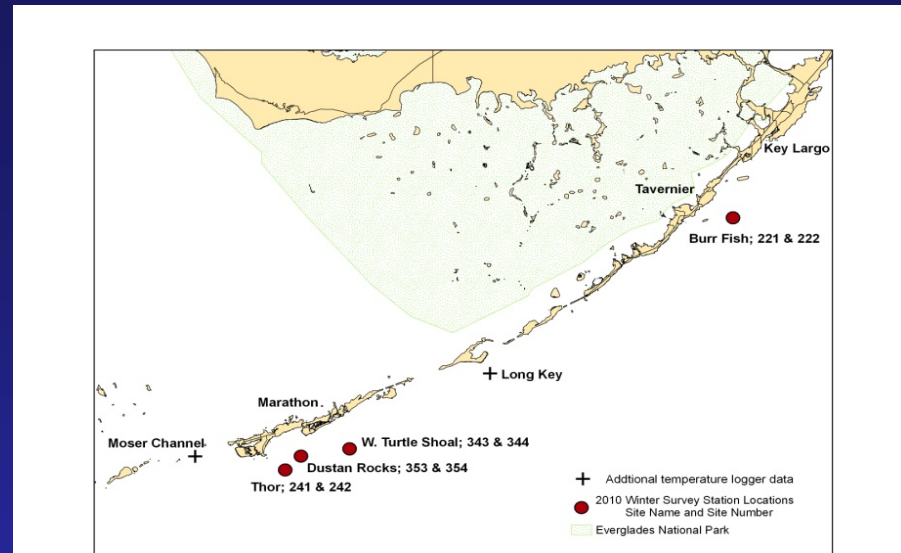 Key Largo
Tavernier
Burr Fish; 221 & 222
Long Key
Marathon
Moser Channel
W. Turtle Shoal; 343 & 344
Dustan Rocks; 353 & 354
Thor; 241 & 242
Addtional temperature logger data
2010 Winter Survey Station Locations
Site Name and Site Number
Everglades National Park